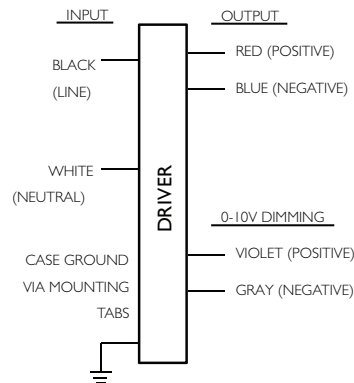 INPUT
BLACK
(LINE)
WHITE
(NEUTRAL)
CASE GROUND
VIA MOUNTING
TABS
DRIVER
OUTPUT
RED (POSITIVE)
BLUE (NEGATIVE)
0-10V DIMMING
VIOLET (POSITIVE)
GRAY (NEGATIVE)